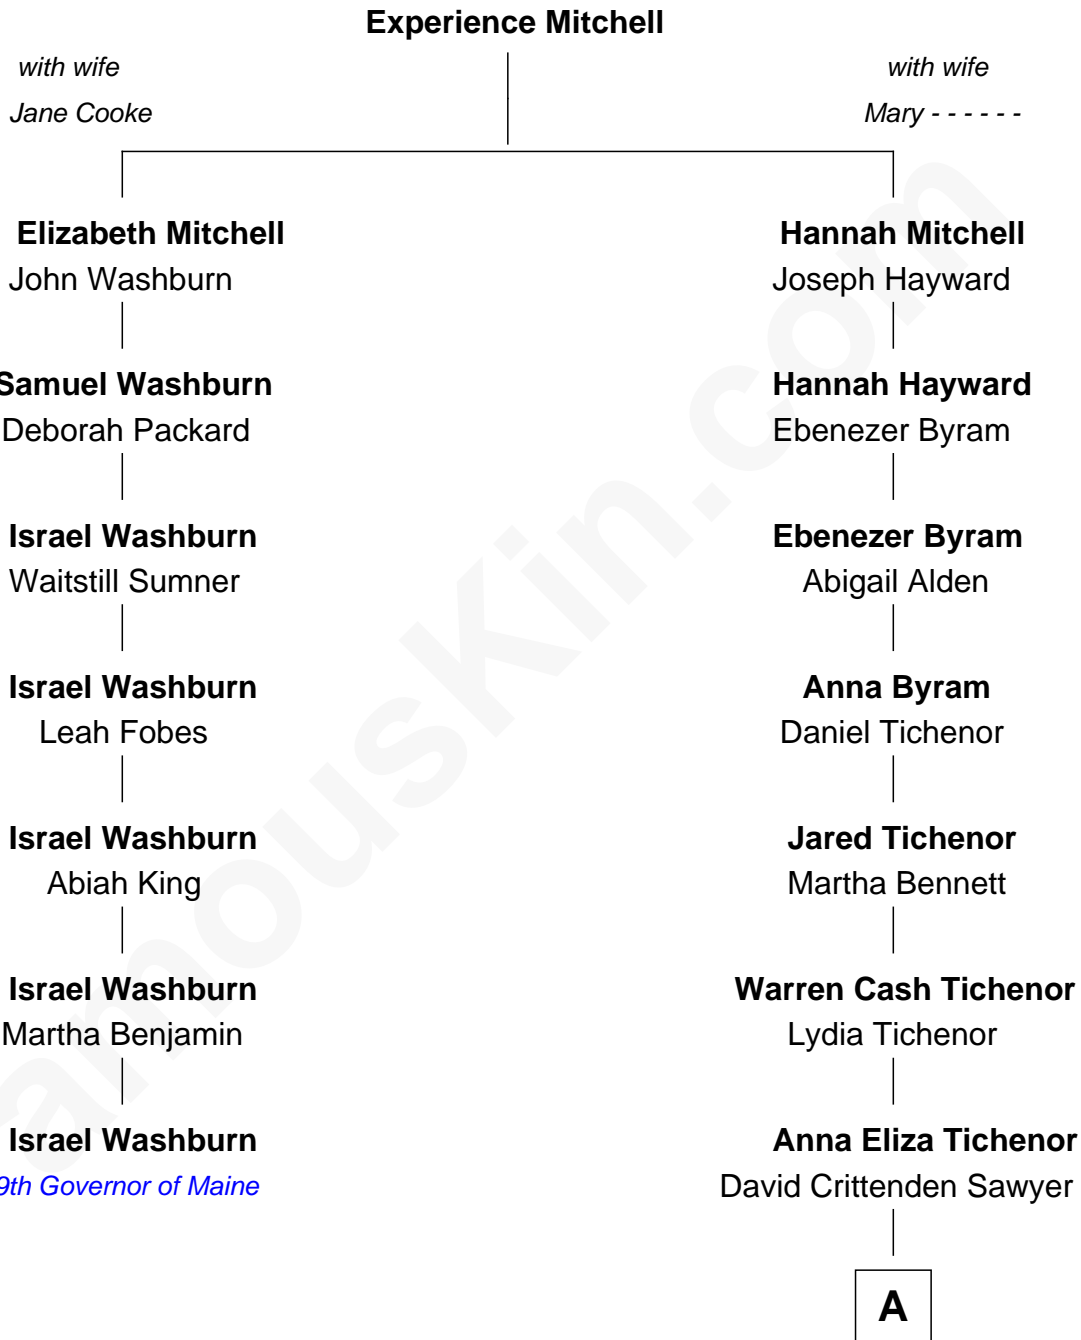 Experience Mitchell
with wife
with wife
Jane Cooke
Mary - - - - - -
Elizabeth Mitchell
Hannah Mitchell
John Washburn
Joseph Hayward
Samuel Washburn
Hannah Hayward
Deborah Packard
Ebenezer Byram
Israel Washburn
Ebenezer Byram
Waitstill Sumner
Abigail Alden
Israel Washburn
Anna Byram
Leah Fobes
Daniel Tichenor
Israel Washburn
Jared Tichenor
Abiah King
Martha Bennett
Israel Washburn
Warren Cash Tichenor
Martha Benjamin
Lydia Tichenor
Israel Washburn
Anna Eliza Tichenor
9th Governor of Maine
David Crittenden Sawyer
A
amouskin.com